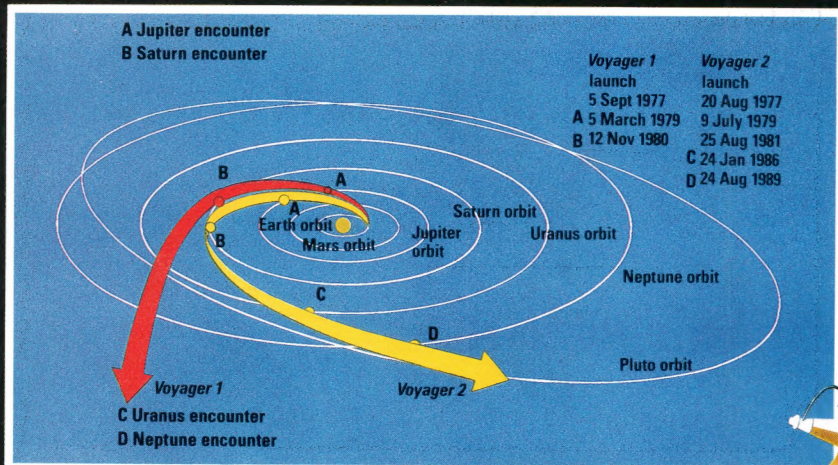 A Jupiter encounter
B Saturn encounter
Voyager 1
launch
5 Sept 1977
A 5 March 1979
B 12 Nov 1980
Voyager 2
launch
20 Aug 1977
9 July 1979
25 Aug 1981
C 24 Jan 1986
D 24 Aug 1989
B
A
A
B
Earth orbit
Mars orbit
Jupiter
orbit
Saturn orbit
Uranus orbit
Neptune orbit
Pluto orbit
C
D
Voyager 1
Voyager 2
C Uranus encounter
D Neptune encounter